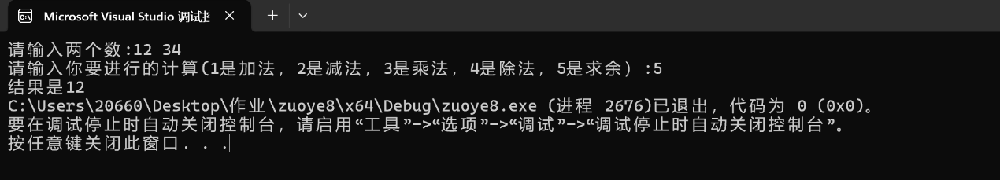 Microsoft Visual Studio 调试
请输入两个数:12 34
请输入你要进行的计算(1是加法，2是减法，3是乘法，4是除法，5是求余）:5
结果是12
C:\Users\20660\Desktop\作业\zuoye8\x64\Debug\zuoye8.exe (进程 2676)已退出，代码为 0 (0x0)。
要在调试停止时自动关闭控制台，请启用“工具”->“选项”->“调试”->“调试停止时自动关闭控制台”。
按任意键关闭此窗口. . .